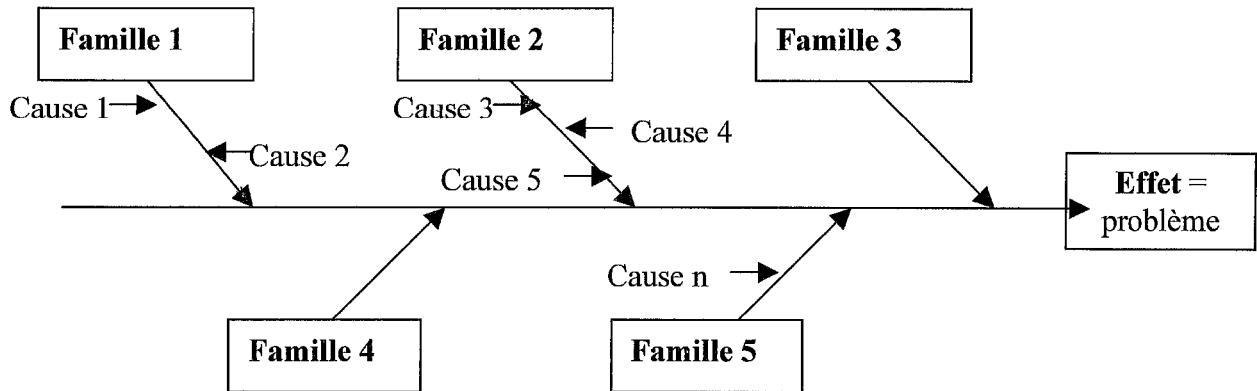 Famille 1
Famille 2
Famille 3
Cause 1
Cause 3
Cause 4
Cause 2
Cause 5
Effet =
problème
Cause n
Famille 4
Famille 5